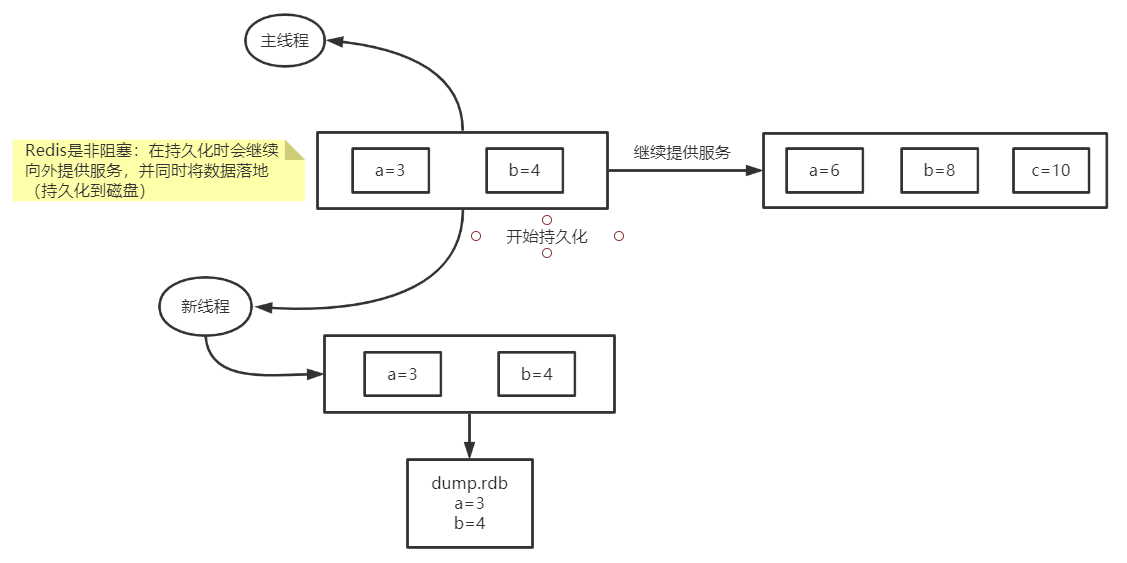 主线程
Redis是非阻塞：在持久化时会继续
向外提供服务，并同时将数据落地
（持久化到磁盘）
a=3
b=4
继续提供服务
a=6
b=8
c=10
开始持久化
新线程
a=3
b=4
dump.rdb
a=3
b=4